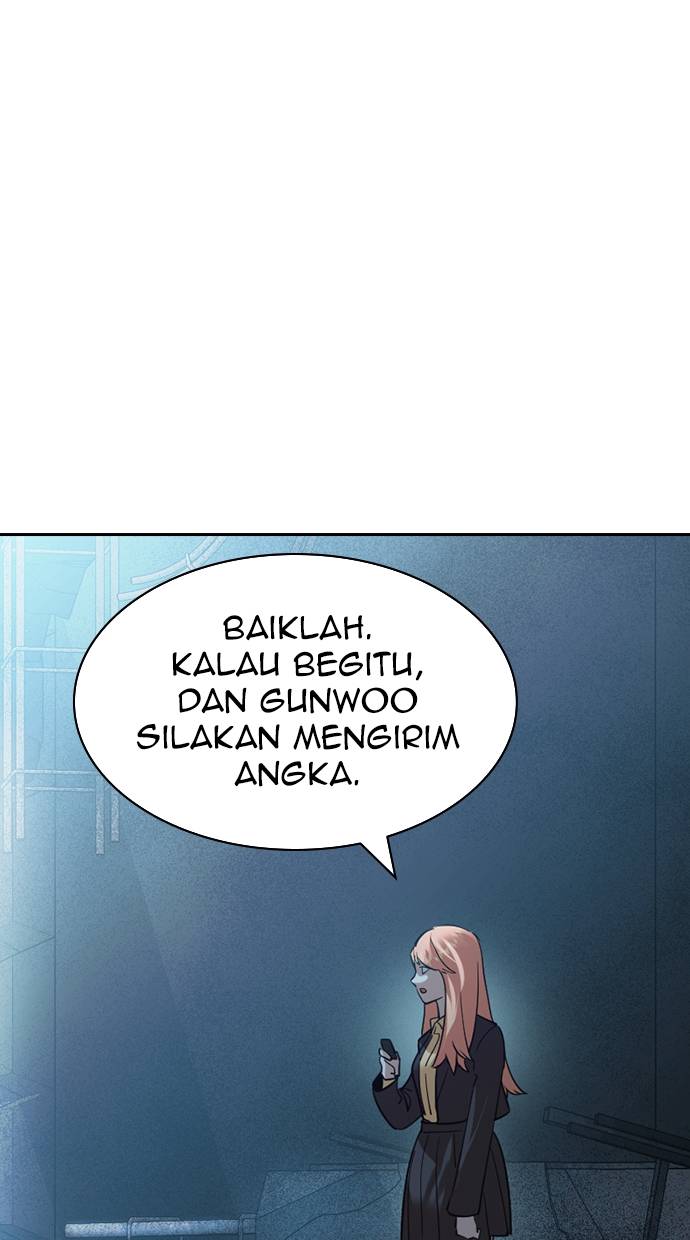 BAIKLAH.
KALAU BEGITU,
DAN GUNWOO
SILAKAN MENGIRIM
ANGKA.